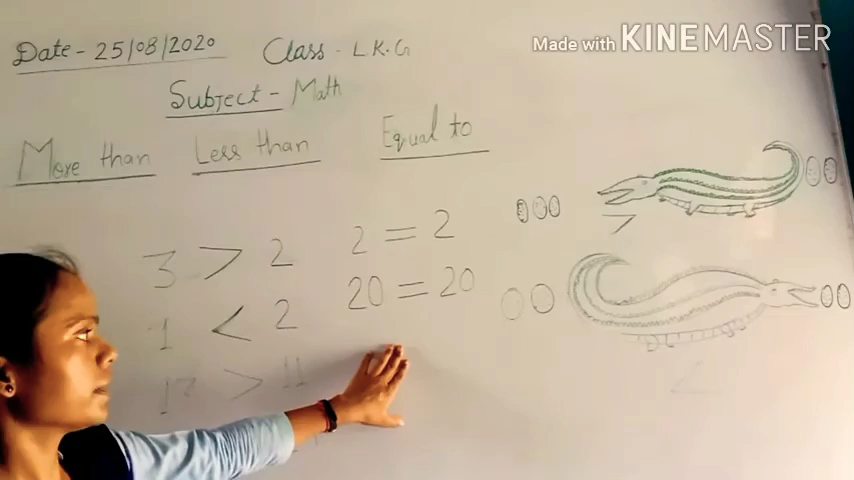 Made with KINEMASTER
Date - 25/08/2020 Class - L.K.G
Subject - Math
More than Less than Equal to
3 > 2 2 = 2
1 < 2 20 = 20
17 > 11
>
<